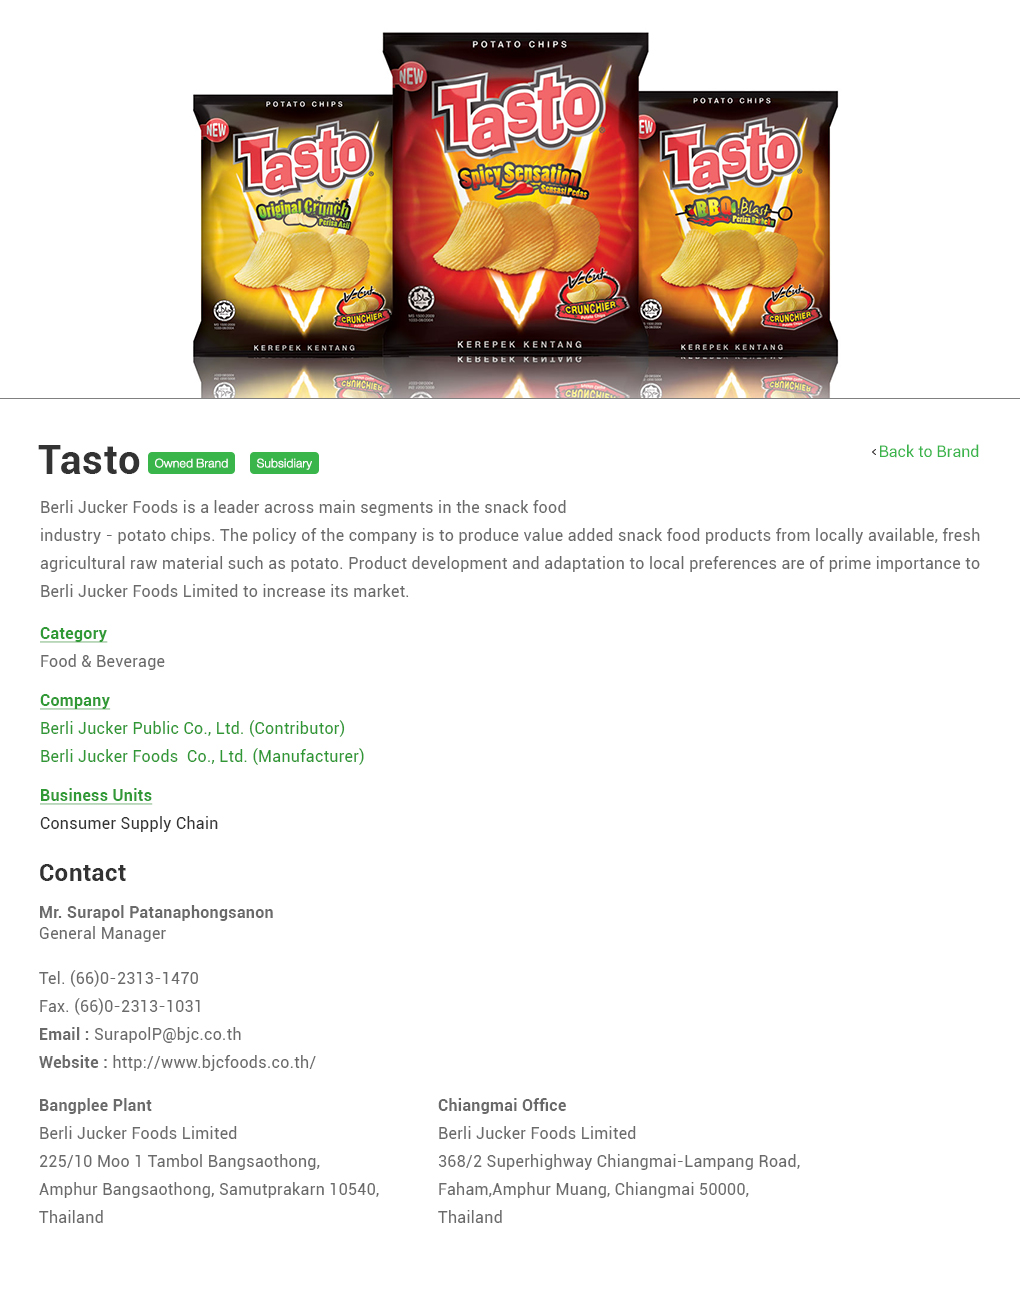 POTATO CHIPS
NEW
Tasto
Spicy Sensation
Sensasi Pedas
V-Cut
CRUNCHIER
Potato Chips
KEREPEK KENTANG
POTATO CHIPS
NEW
Tasto
Original Crunch
Perisa Asli
V-Cut
CRUNCHIER
Potato Chips
KEREPEK KENTANG
POTATO CHIPS
Tasto
BBQ Blast
Perisa
V-Cut
CRUNCHIER
Potato Chips
KEREPEK KENTANG
Tasto Owned Brand Subsidiary
‹Back to Brand
Berli Jucker Foods is a leader across main segments in the snack food
industry - potato chips. The policy of the company is to produce value added snack food products from locally available, fresh
agricultural raw material such as potato. Product development and adaptation to local preferences are of prime importance to
Berli Jucker Foods Limited to increase its market.
Category
Food & Beverage
Company
Berli Jucker Public Co., Ltd. (Contributor)
Berli Jucker Foods  Co., Ltd. (Manufacturer)
Business Units
Consumer Supply Chain
Contact
Mr. Surapol Patanaphongsanon
General Manager
Tel. (66)0-2313-1470
Fax. (66)0-2313-1031
Email : SurapolP@bjc.co.th
Website : http://www.bjcfoods.co.th/
Bangplee Plant
Berli Jucker Foods Limited
225/10 Moo 1 Tambol Bangsaothong,
Amphur Bangsaothong, Samutprakarn 10540,
Thailand
Chiangmai Office
Berli Jucker Foods Limited
368/2 Superhighway Chiangmai-Lampang Road,
Faham,Amphur Muang, Chiangmai 50000,
Thailand